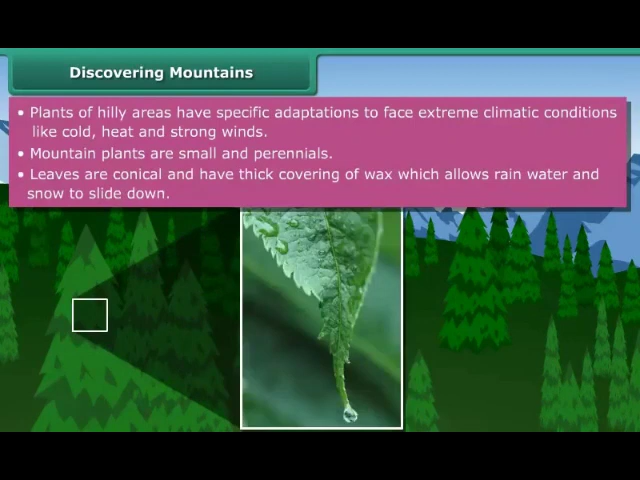 Discovering Mountains
• Plants of hilly areas have specific adaptations to face extreme climatic conditions
like cold, heat and strong winds.
• Mountain plants are small and perennials.
• Leaves are conical and have thick covering of wax which allows rain water and
snow to slide down.